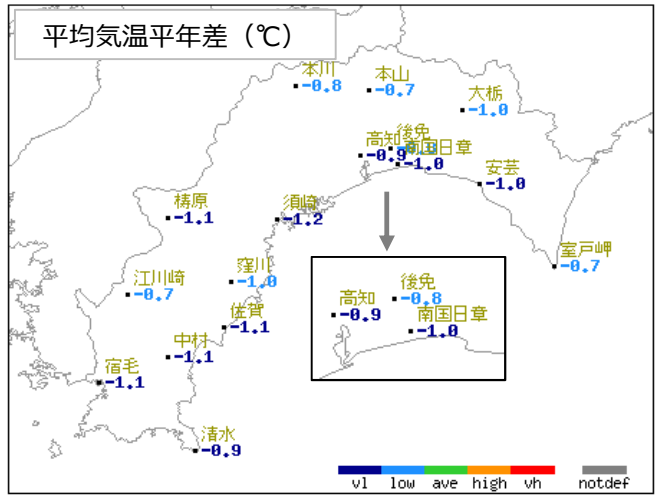 平均気温平年差（℃）
本川
-0.8
本山
-0.7
大栃
-1.0
後免
高知
-0.9
南国日章
-1.0
安芸
-1.0
梼原
-1.1
須崎
-1.2
室戸岬
-0.7
窪川
-1.0
江川崎
-0.7
佐賀
-1.1
中村
-1.1
宿毛
-1.1
清水
-0.9
後免
-0.8
高知
-0.9
南国日章
-1.0
vl low ave high vh notdef